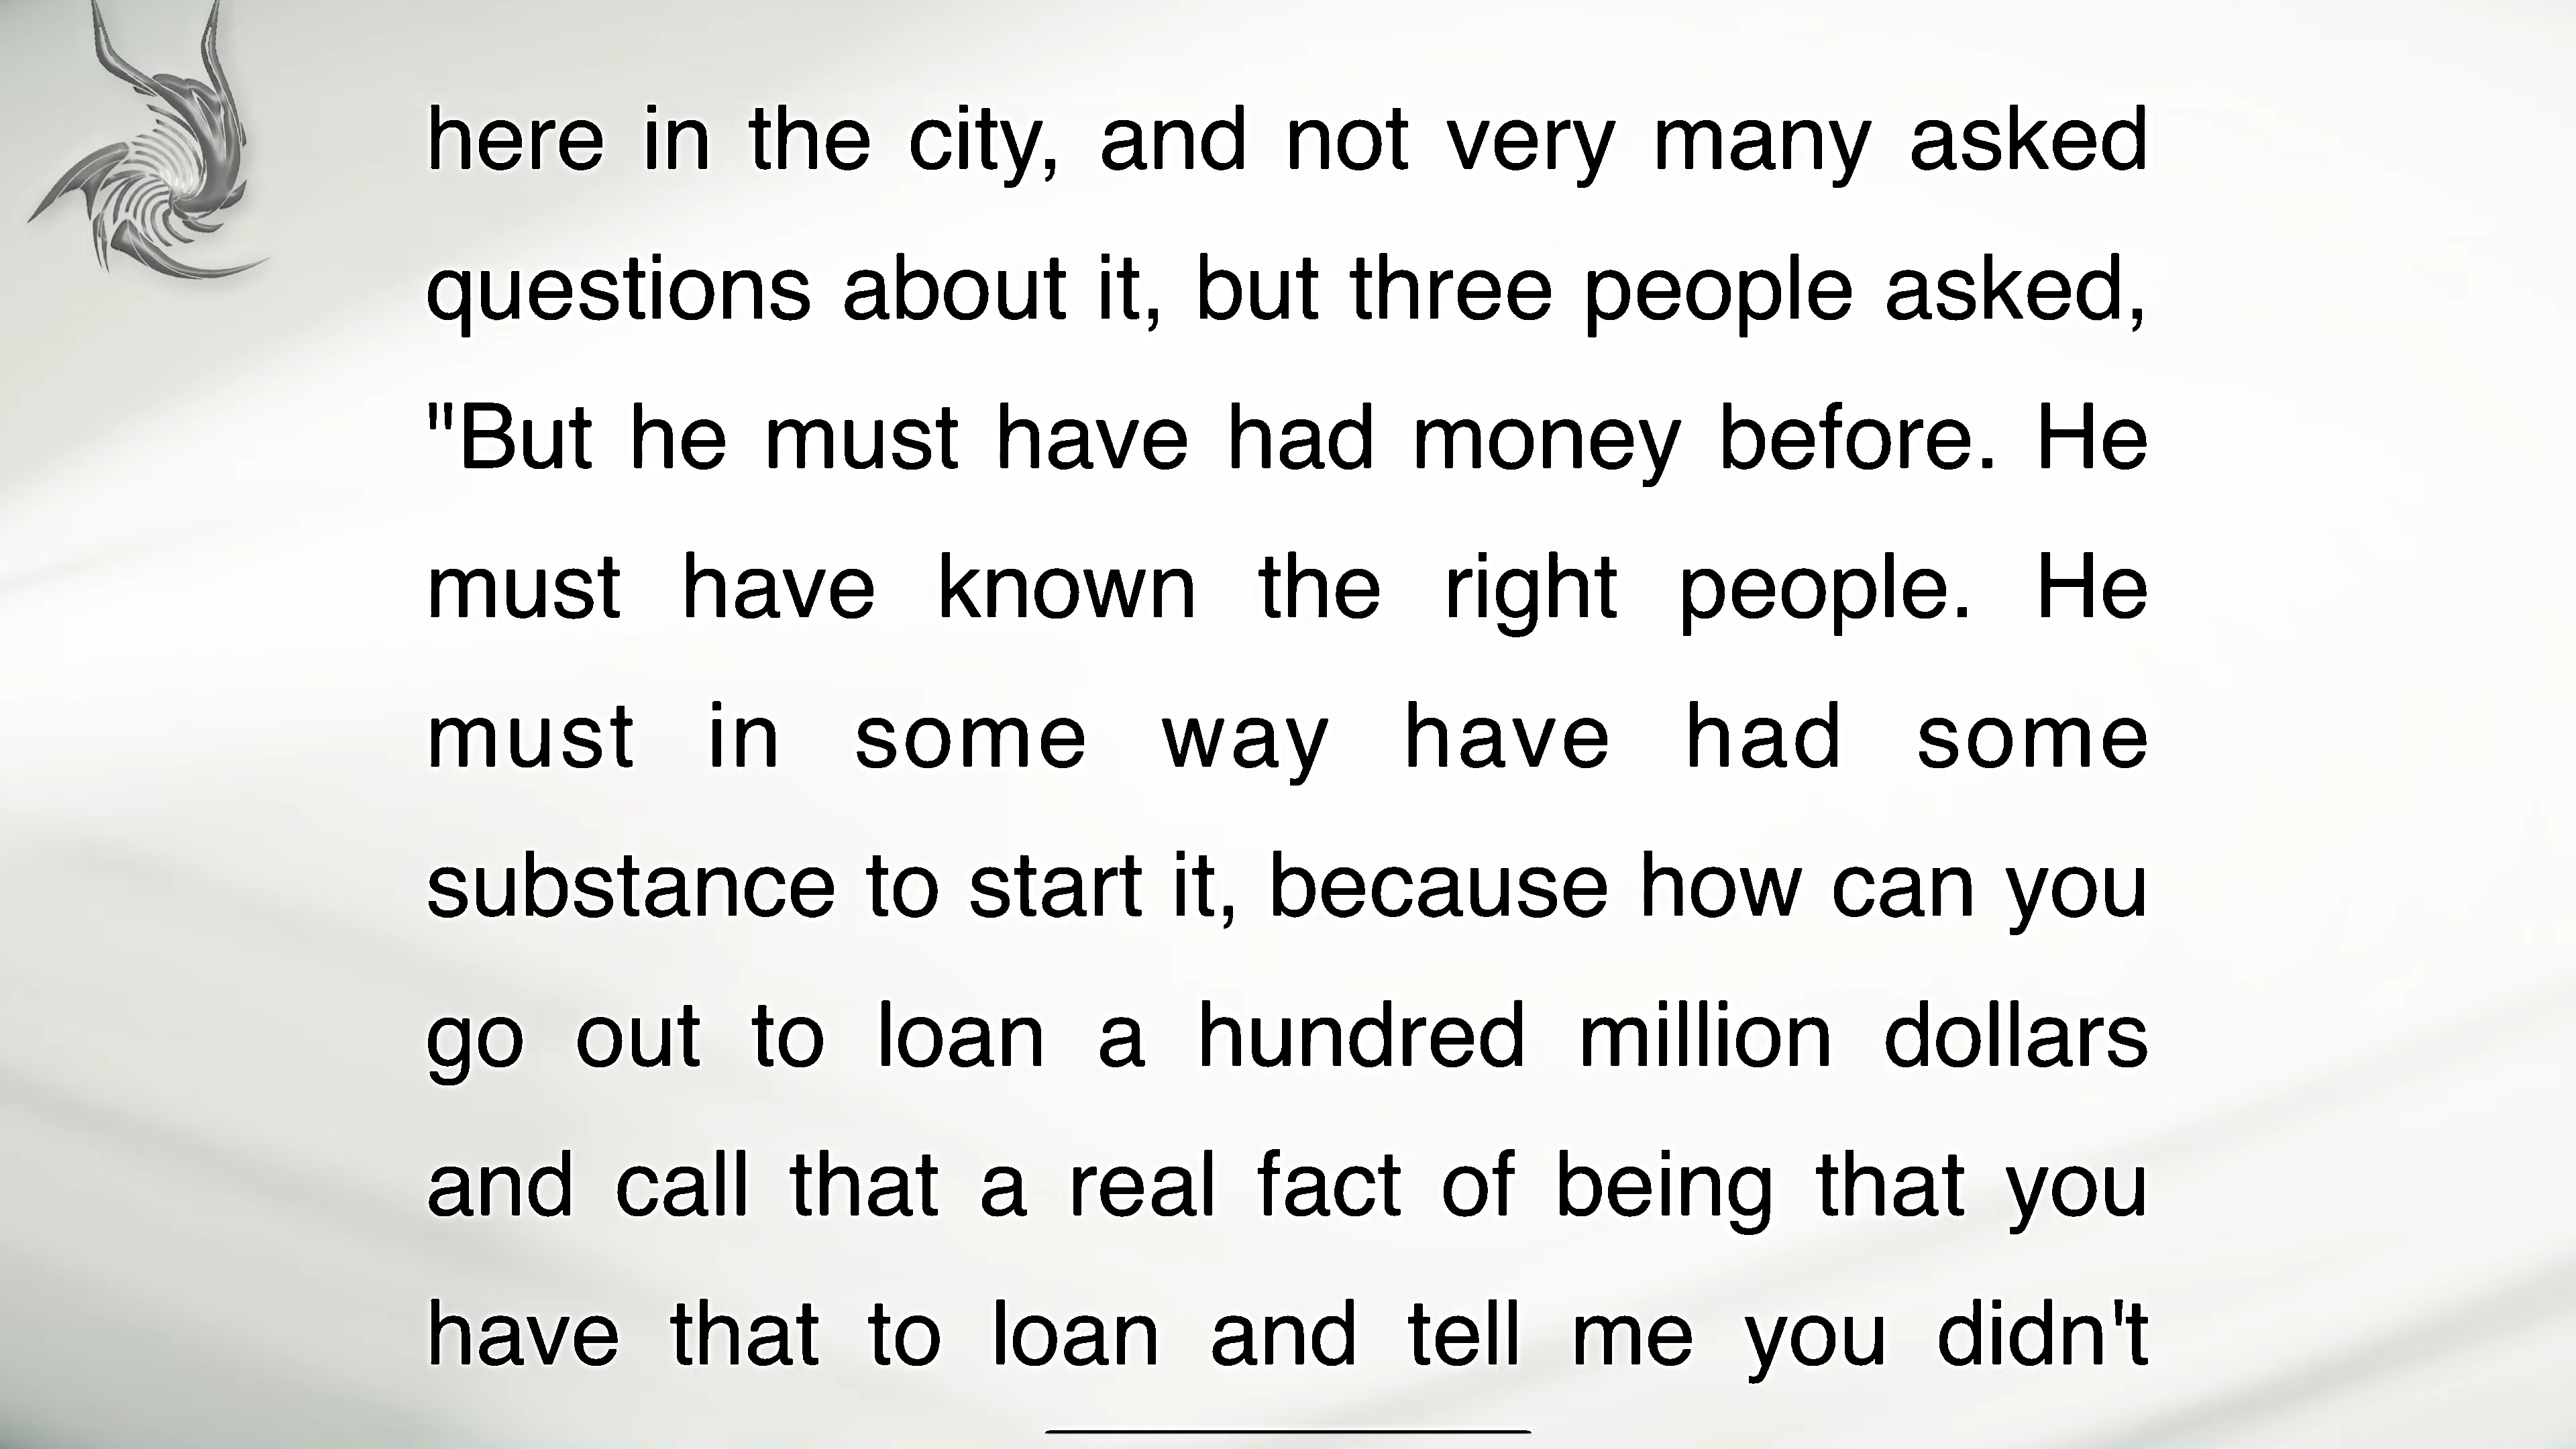 here in the city, and not very many asked
questions about it, but three people asked,
"But he must have had money before. He
must have known the right people. He
must in some way have had some
substance to start it, because how can you
go out to loan a hundred million dollars
and call that a real fact of being that you
have that to loan and tell me you didn't